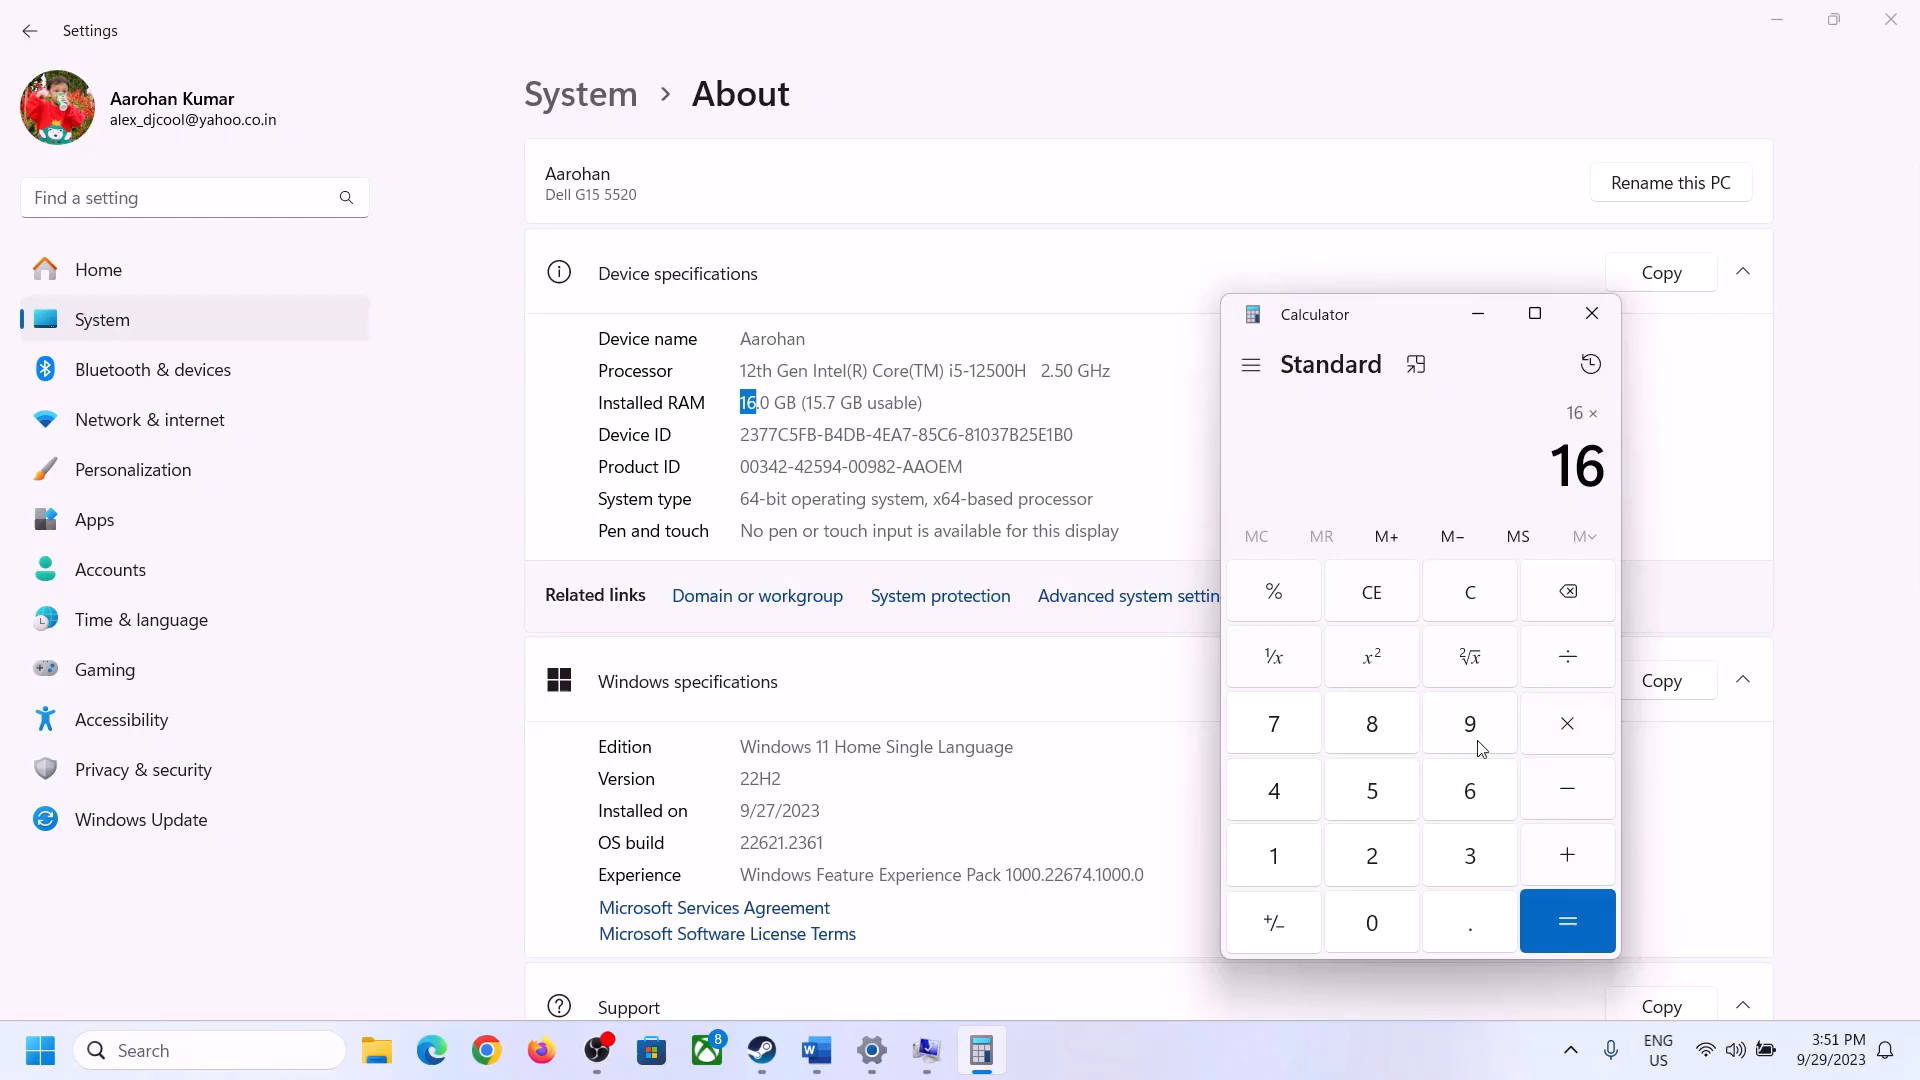 Settings
Aarohan Kumar
alex_djcool@yahoo.co.in
Find a setting
Home
System
Bluetooth & devices
Network & internet
Personalization
Apps
Accounts
Time & language
Gaming
Accessibility
Privacy & security
Windows Update
System > About
Aarohan
Dell G15 5520
Rename this PC
Device specifications
Copy
Device name Aarohan
Processor 12th Gen Intel(R) Core(TM) i5-12500H 2.50 GHz
Installed RAM 16.0 GB (15.7 GB usable)
Device ID 2377C5FB-B4DB-4EA7-85C6-81037B25E1B0
Product ID 00342-42594-00982-AAOEM
System type 64-bit operating system, x64-based processor
Pen and touch No pen or touch input is available for this display
Related links Domain or workgroup System protection Advanced system settin
Windows specifications
Copy
Edition Windows 11 Home Single Language
Version 22H2
Installed on 9/27/2023
OS build 22621.2361
Experience Windows Feature Experience Pack 1000.22674.1000.0
Microsoft Services Agreement
Microsoft Software License Terms
Support
Copy
Calculator
Standard
16 ×
16
MC MR M+ M− MS M
% CE C
⅟x x² ²√x ÷
7 8 9 ×
4 5 6 −
1 2 3 +
+/− 0 . =
Search
8
ENG
US
3:51 PM
9/29/2023